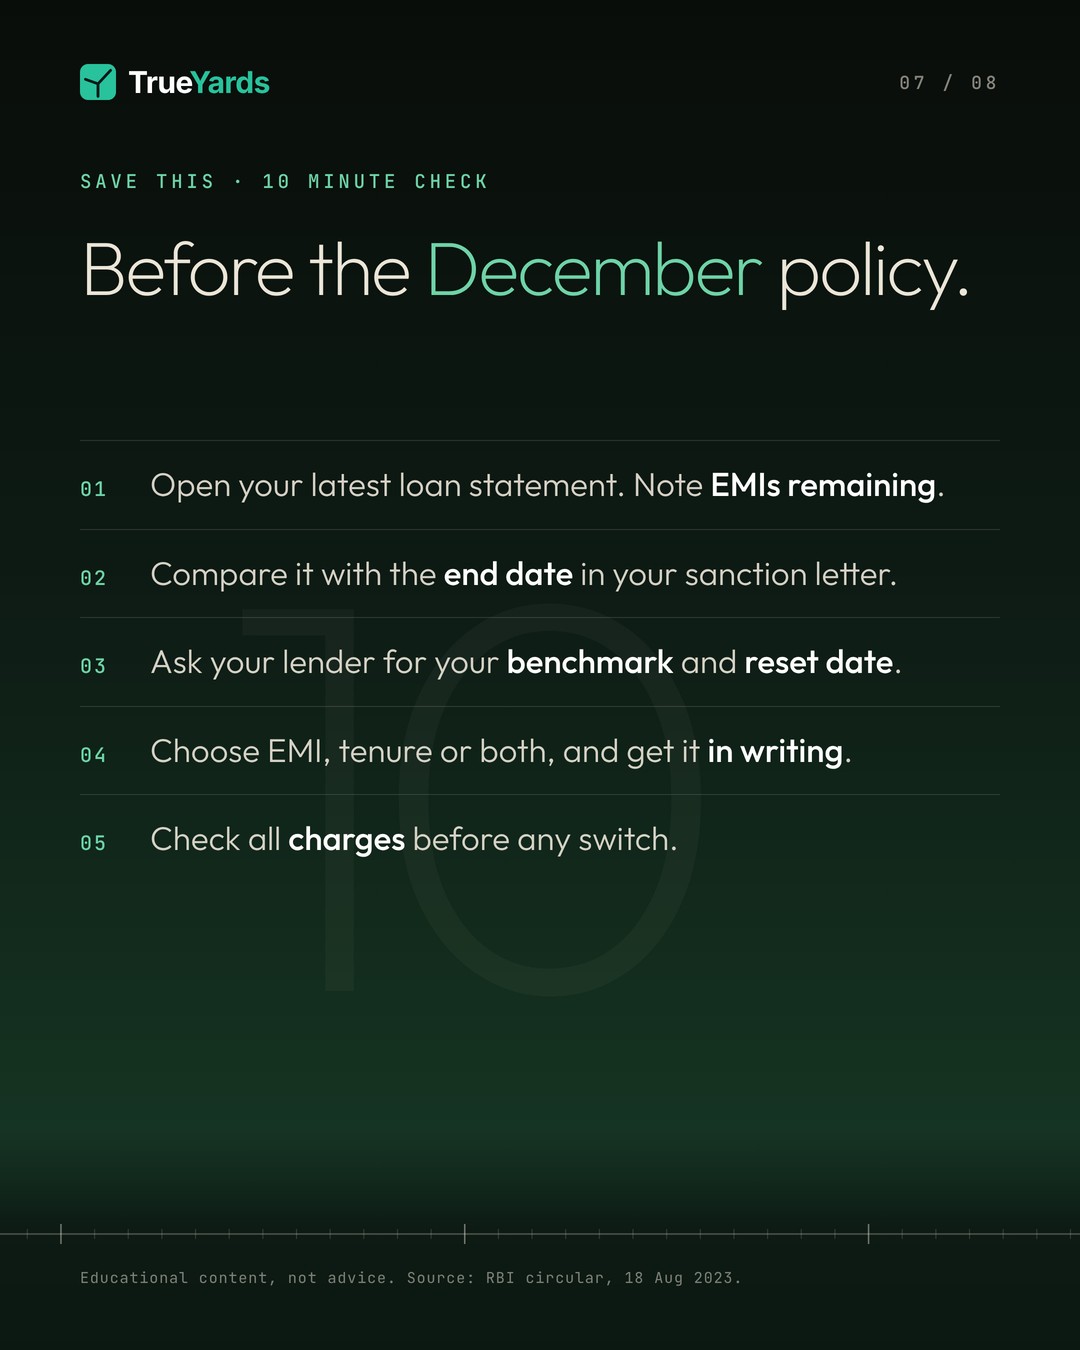 TrueYards
07 / 08
SAVE THIS · 10 MINUTE CHECK
Before the December policy.
01 Open your latest loan statement. Note EMIs remaining.
02 Compare it with the end date in your sanction letter.
03 Ask your lender for your benchmark and reset date.
04 Choose EMI, tenure or both, and get it in writing.
05 Check all charges before any switch.
10
Educational content, not advice. Source: RBI circular, 18 Aug 2023.